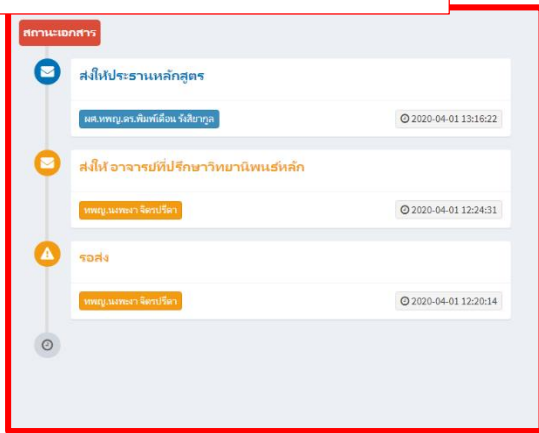 สถานะเอกสาร
ส่งให้ประธานหลักสูตร
ผศ.ทพญ.ดร.พิมพ์เดือน รังสิยากูล
2020-04-01 13:16:22
ส่งให้ อาจารย์ที่ปรึกษาวิทยานิพนธ์หลัก
ทพญ.นภษงา จิตรปรีดา
2020-04-01 12:24:31
รอส่ง
ทพญ.นภษงา จิตรปรีดา
2020-04-01 12:20:14